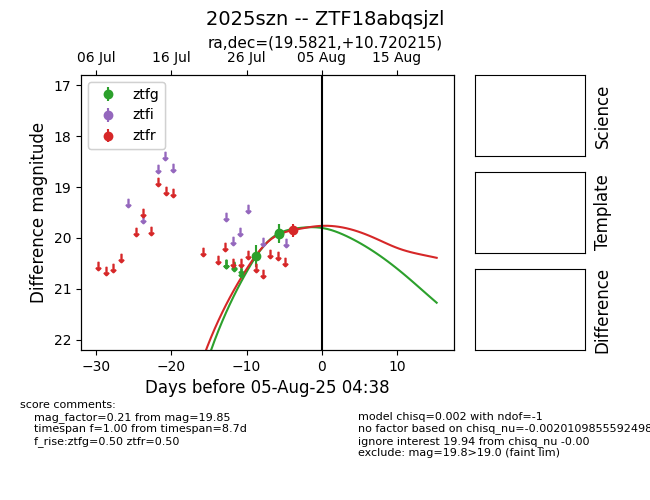 2025szn -- ZTF18abqsjzl
ra,dec=(19.5821,+10.720215)
06 Jul
16 Jul
26 Jul
05 Aug
15 Aug
17
18
19
20
21
22
Difference magnitude
ztfg
ztfi
ztfr
−30
−20
−10
0
10
Days before 05-Aug-25 04:38
Science
Template
Difference
score comments:
mag_factor=0.21 from mag=19.85
timespan f=1.00 from timespan=8.7d
f_rise:ztfg=0.50 ztfr=0.50
model chisq=0.002 with ndof=-1
no factor based on chisq_nu=-0.0020109855592498
ignore interest 19.94 from chisq_nu -0.00
exclude: mag=19.8>19.0 (faint lim)